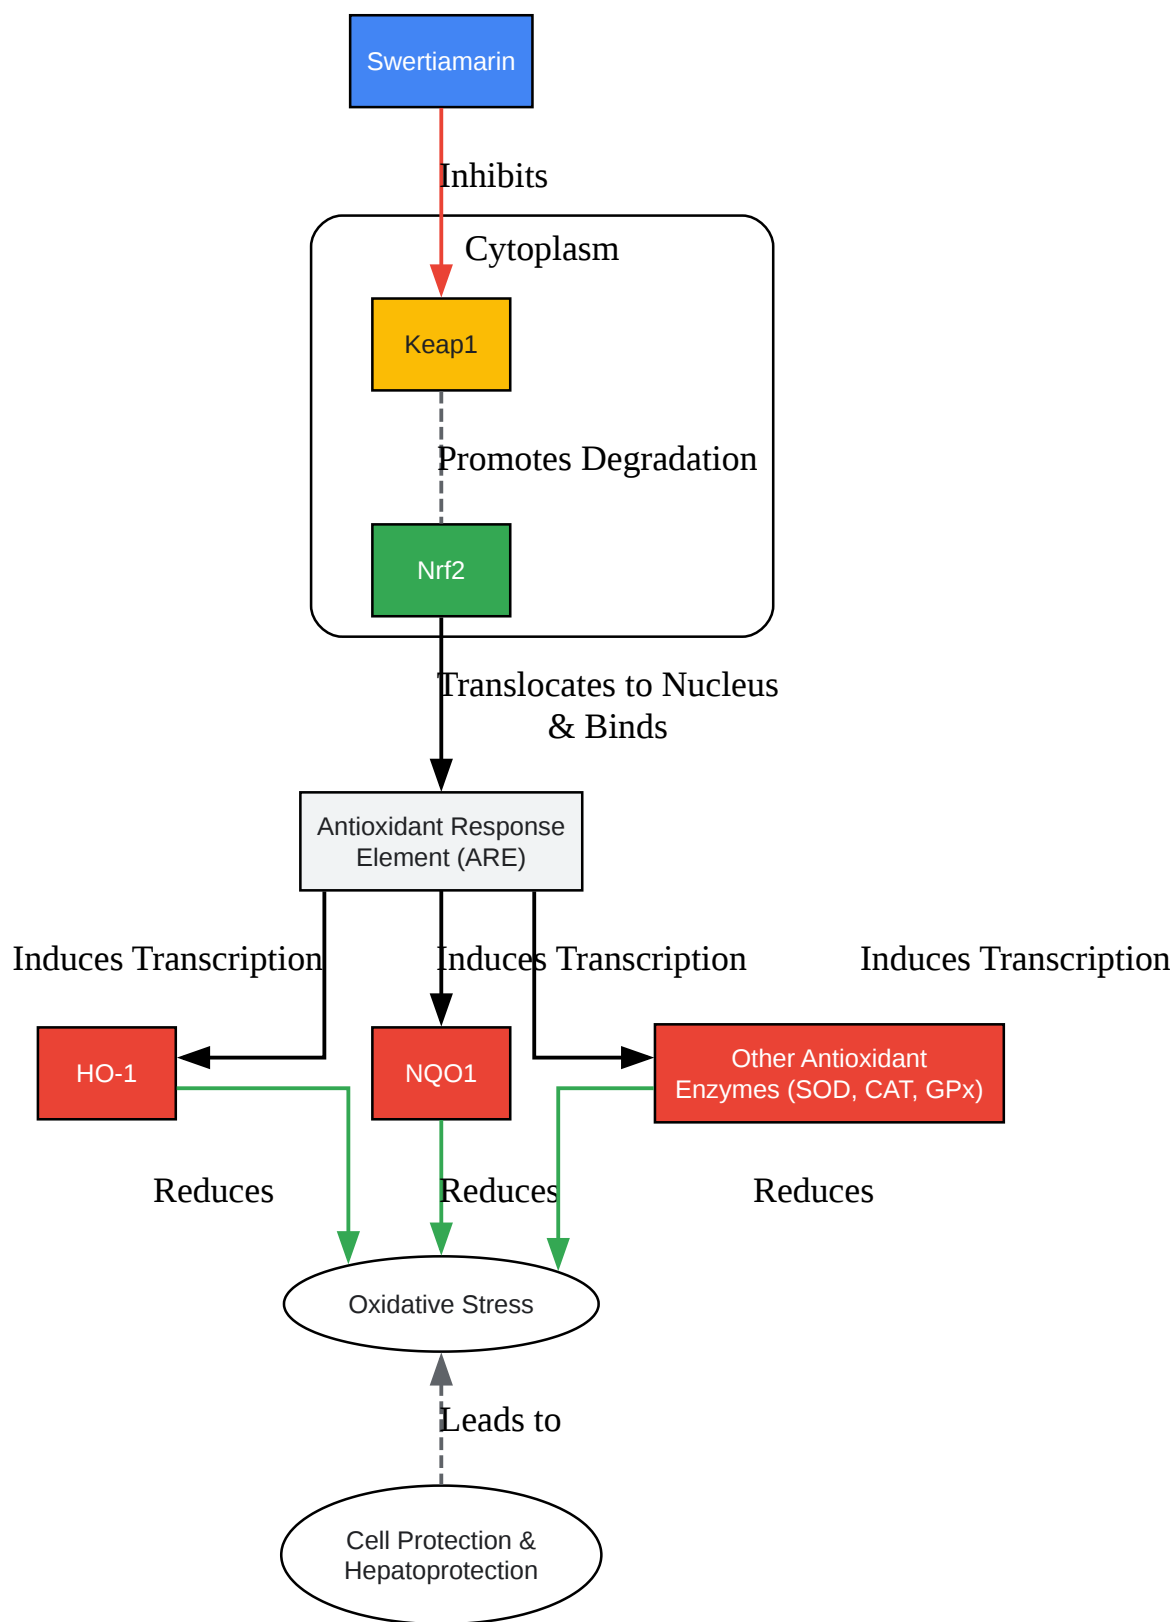 Swertiamarin
Inhibits
Cytoplasm
Keap1
Promotes Degradation
Nrf2
Translocates to Nucleus
& Binds
Antioxidant Response
Element (ARE)
Induces Transcription
Induces Transcription
Induces Transcription
HO-1
NQO1
Other Antioxidant
Enzymes (SOD, CAT, GPx)
Reduces
Reduces
Reduces
Oxidative Stress
Leads to
Cell Protection &
Hepatoprotection